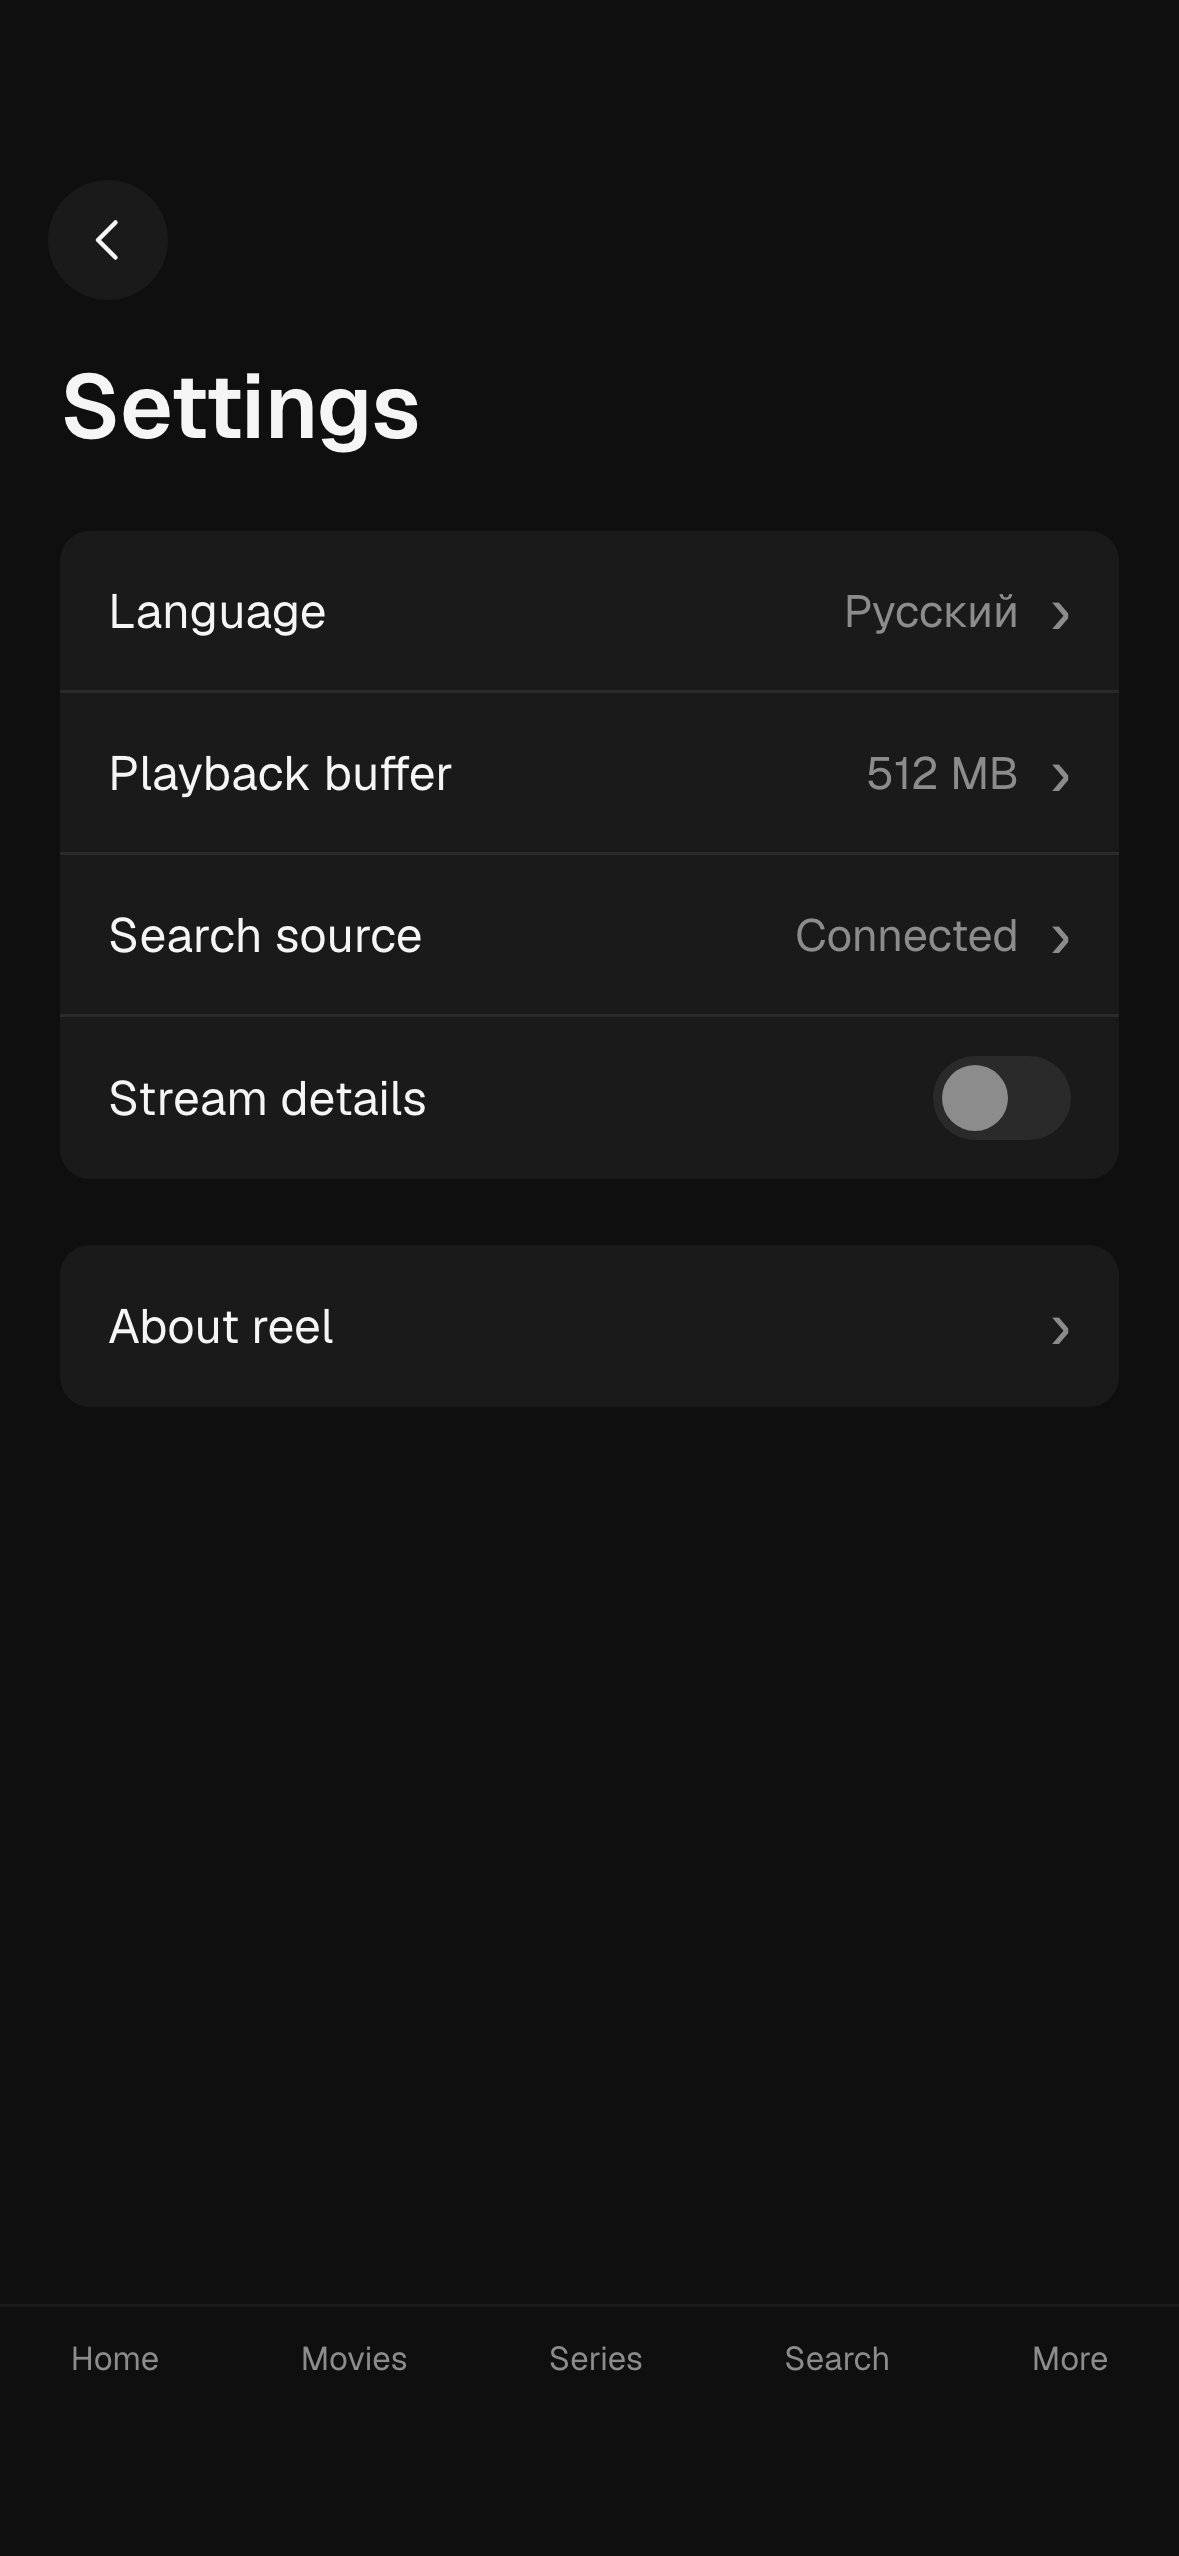 Settings
Language Русский
Playback buffer 512 MB
Search source Connected
Stream details
About reel
Home Movies Series Search More